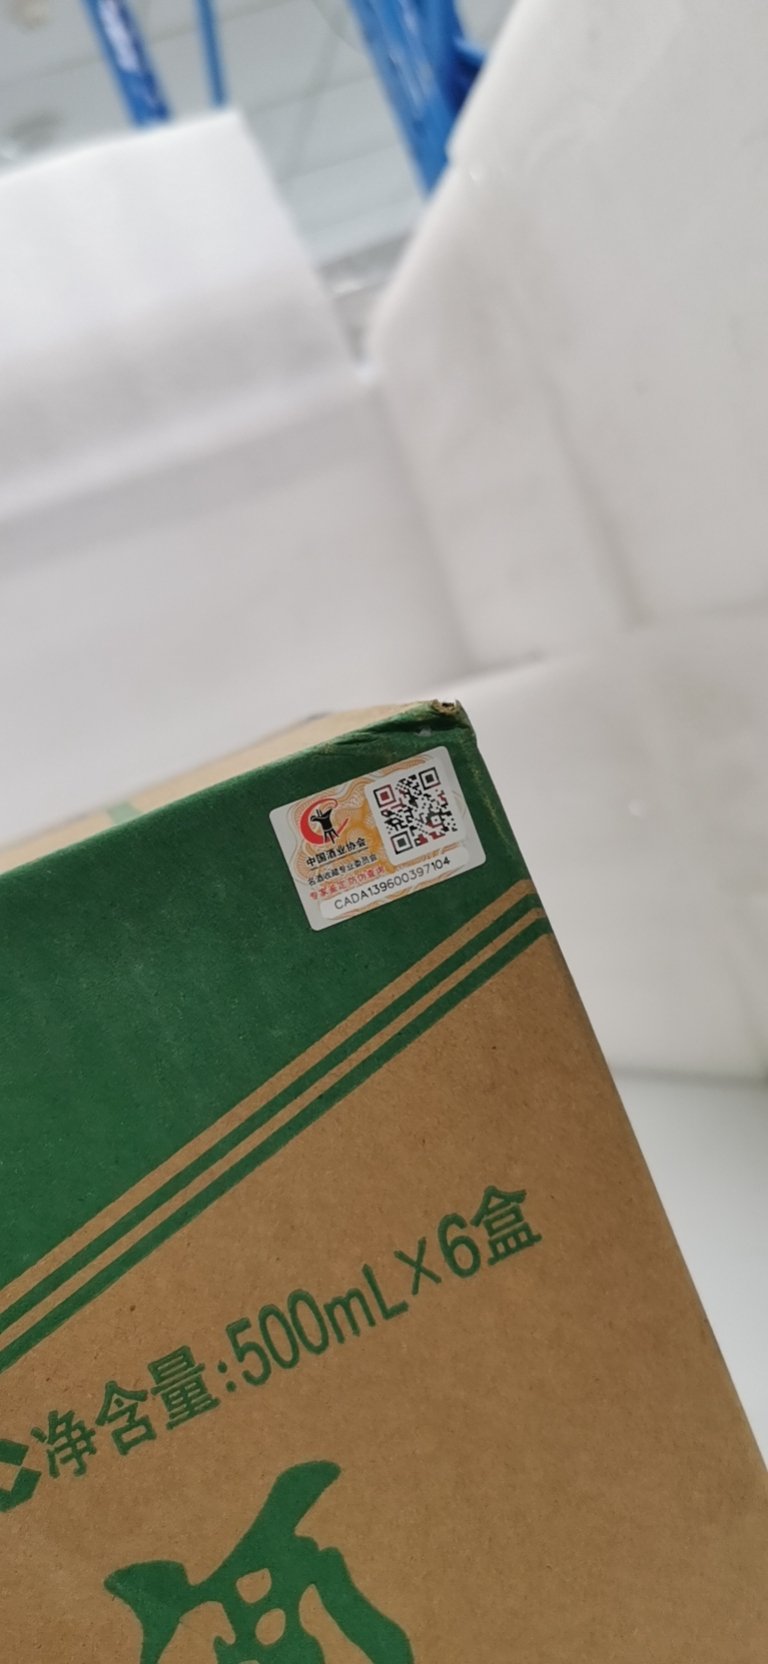 中国酒业协会
名酒收藏专业委员会
专家鉴定防伪查询
CADA139600397104
净含量:500mL×6盒